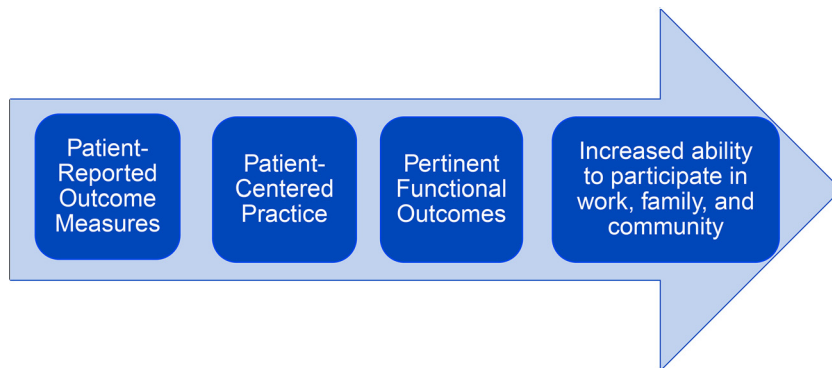 Patient-
Reported
Outcome
Measures
Patient-
Centered
Practice
Pertinent
Functional
Outcomes
Increased ability
to participate in
work, family, and
community